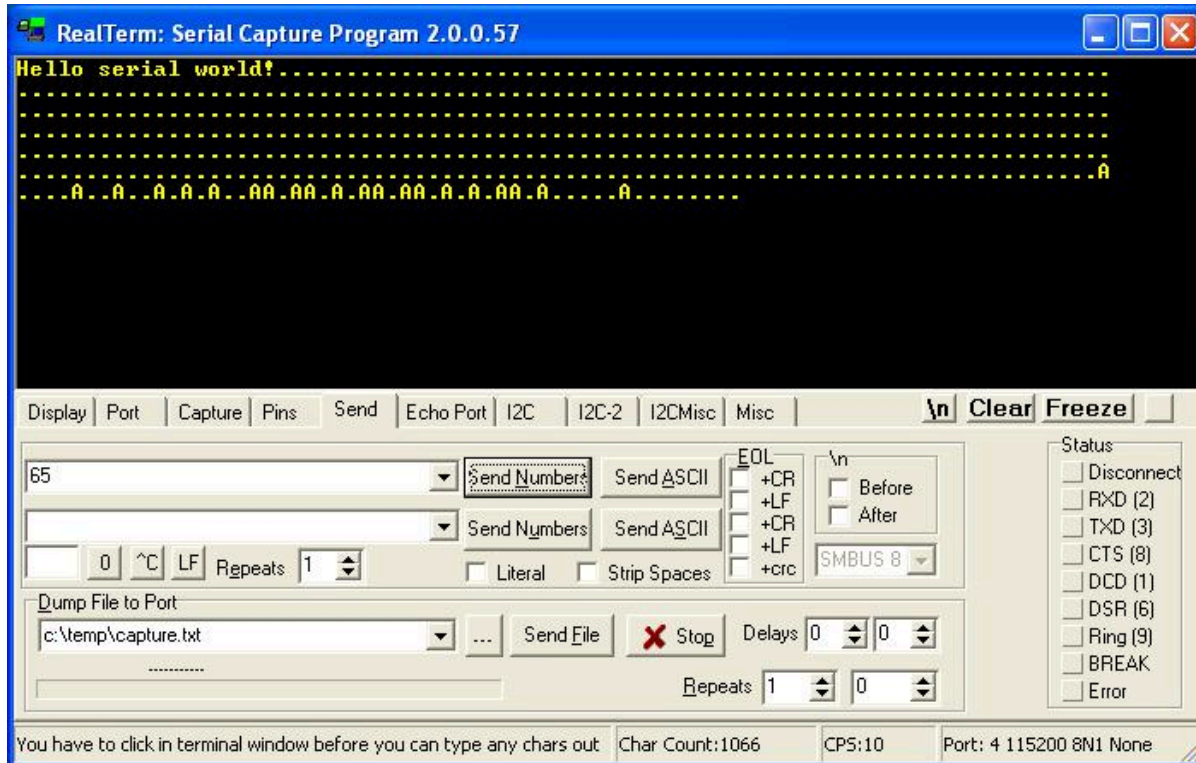 RealTerm: Serial Capture Program 2.0.0.57
Hello serial world!...............................................................
...................................................................................
...................................................................................
...................................................................................
...................................................................................
..................................................................................A
....A..A..A.A.A..AA.AA.A.AA.AA.A.A.AA.A.....A........
Display Port Capture Pins Send Echo Port I2C I2C-2 I2CMisc Misc \n Clear Freeze
65 Send Numbers Send ASCII
EOL
+CR
+LF
+CR
+LF
+crc
\n
Before
After
SMBUS 8
Send Numbers Send ASCII
0 ^C LF Repeats 1 Literal Strip Spaces
Dump File to Port
c:\temp\capture.txt ... Send File Stop Delays 0 0
Repeats 1 0
Status
Disconnect
RXD (2)
TXD (3)
CTS (8)
DCD (1)
DSR (6)
Ring (9)
BREAK
Error
You have to click in terminal window before you can type any chars out Char Count:1066 CPS:10 Port: 4 115200 8N1 None